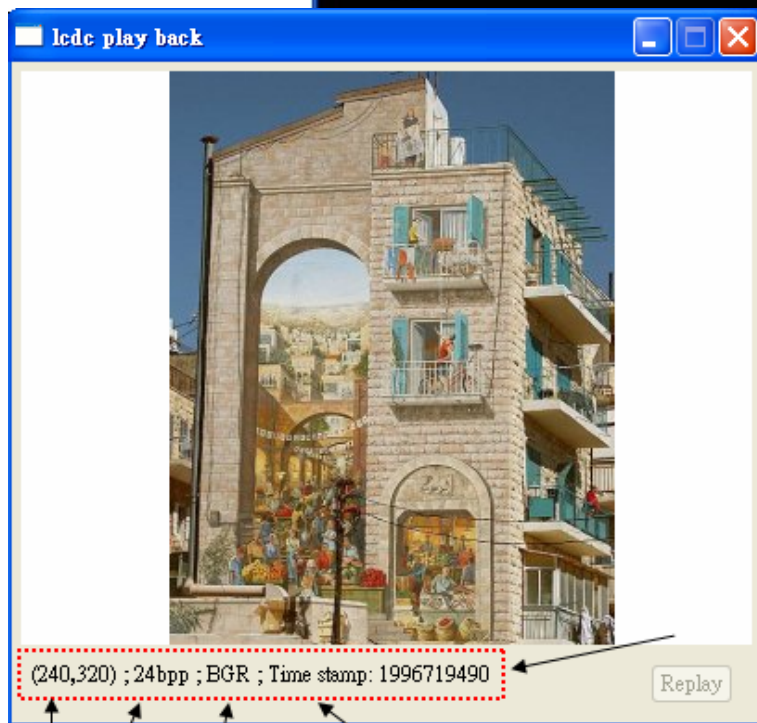 lcdc play back
(240,320) ; 24bpp ; BGR ; Time stamp: 1996719490
Replay